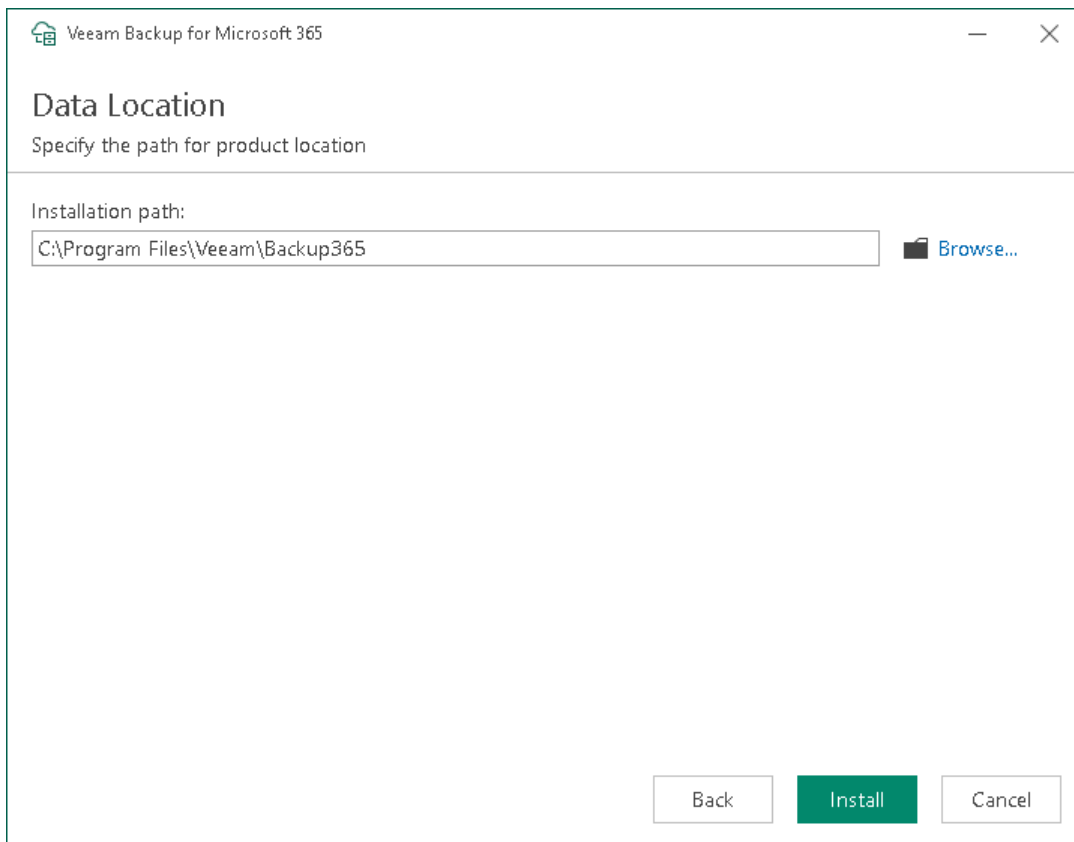 Veeam Backup for Microsoft 365
Data Location
Specify the path for product location
Installation path:
C:\Program Files\Veeam\Backup365
Browse...
Back
Install
Cancel